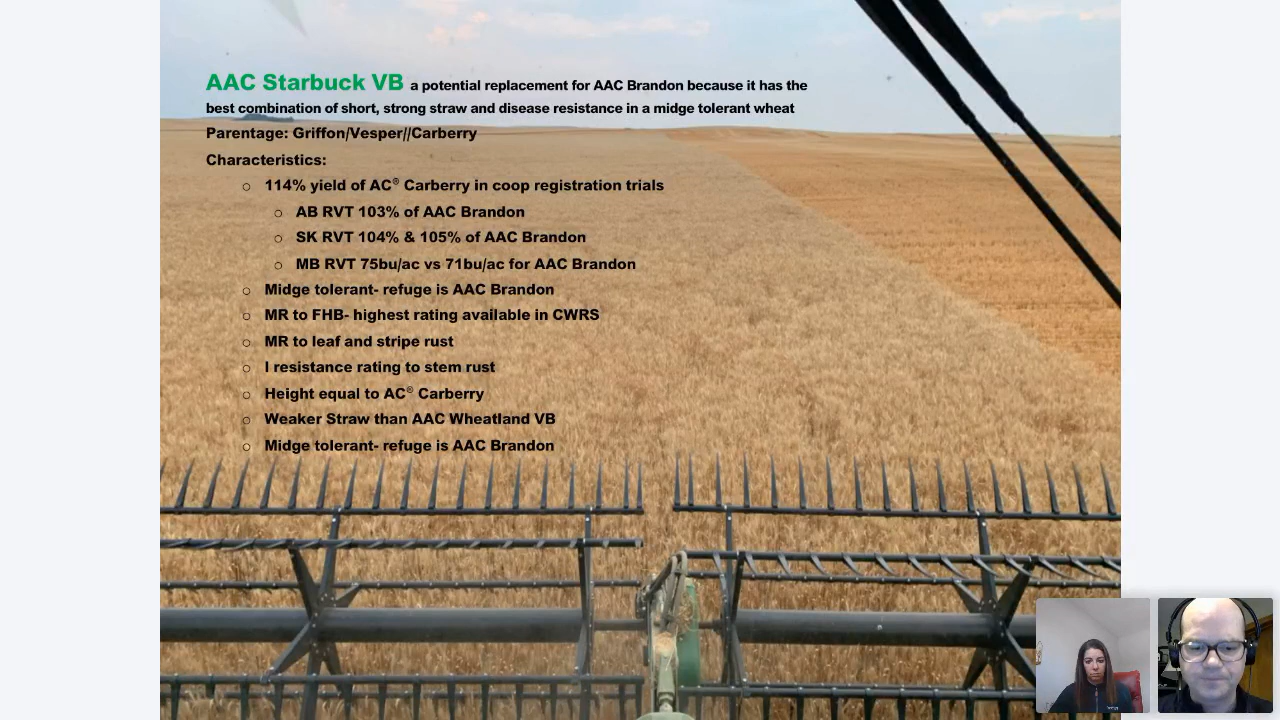 AAC Starbuck VB a potential replacement for AAC Brandon because it has the
best combination of short, strong straw and disease resistance in a midge tolerant wheat
Parentage: Griffon/Vesper//Carberry
Characteristics:
○ 114% yield of AC® Carberry in coop registration trials
○ AB RVT 103% of AAC Brandon
○ SK RVT 104% & 105% of AAC Brandon
○ MB RVT 75bu/ac vs 71bu/ac for AAC Brandon
○ Midge tolerant- refuge is AAC Brandon
○ MR to FHB- highest rating available in CWRS
○ MR to leaf and stripe rust
○ I resistance rating to stem rust
○ Height equal to AC® Carberry
○ Weaker Straw than AAC Wheatland VB
○ Midge tolerant- refuge is AAC Brandon